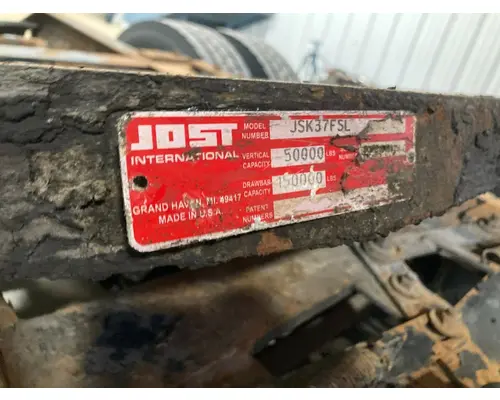 JOST
INTERNATIONAL
GRAND HAVEN, MI. 49417
MADE IN U.S.A.
MODEL NUMBER JSK37FSL
VERTICAL CAPACITY 50000 LBS
NUMBER
DRAWBAR CAPACITY 150000 LBS
PATENT NUMBERS